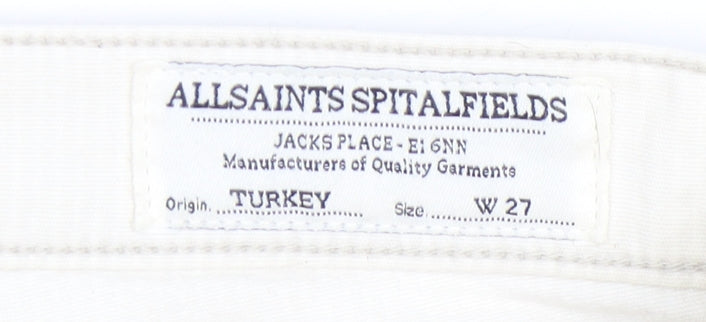 ALLSAINTS SPITALFIELDS
JACKS PLACE - E1 6NN
Manufacturers of Quality Garments
Origin. TURKEY Size. W 27